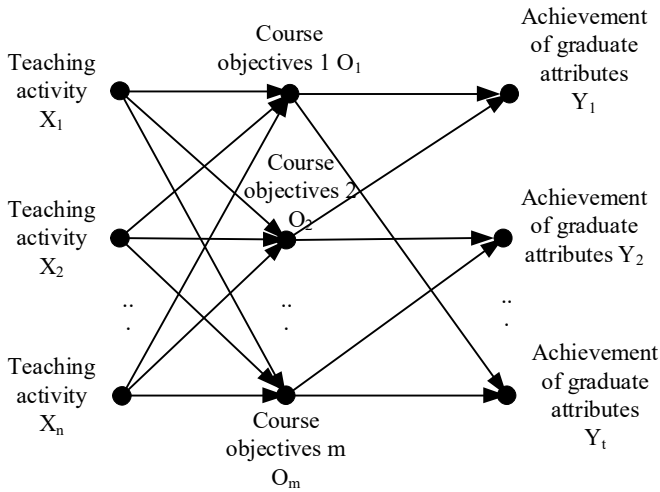 Teaching
activity
X1
Course
objectives 1 O1
Achievement
of graduate
attributes
Y1
Teaching
activity
X2
Course
objectives 2
O2
Achievement
of graduate
attributes Y2
Teaching
activity
Xn
Course
objectives m
Om
Achievement
of graduate
attributes
Yt